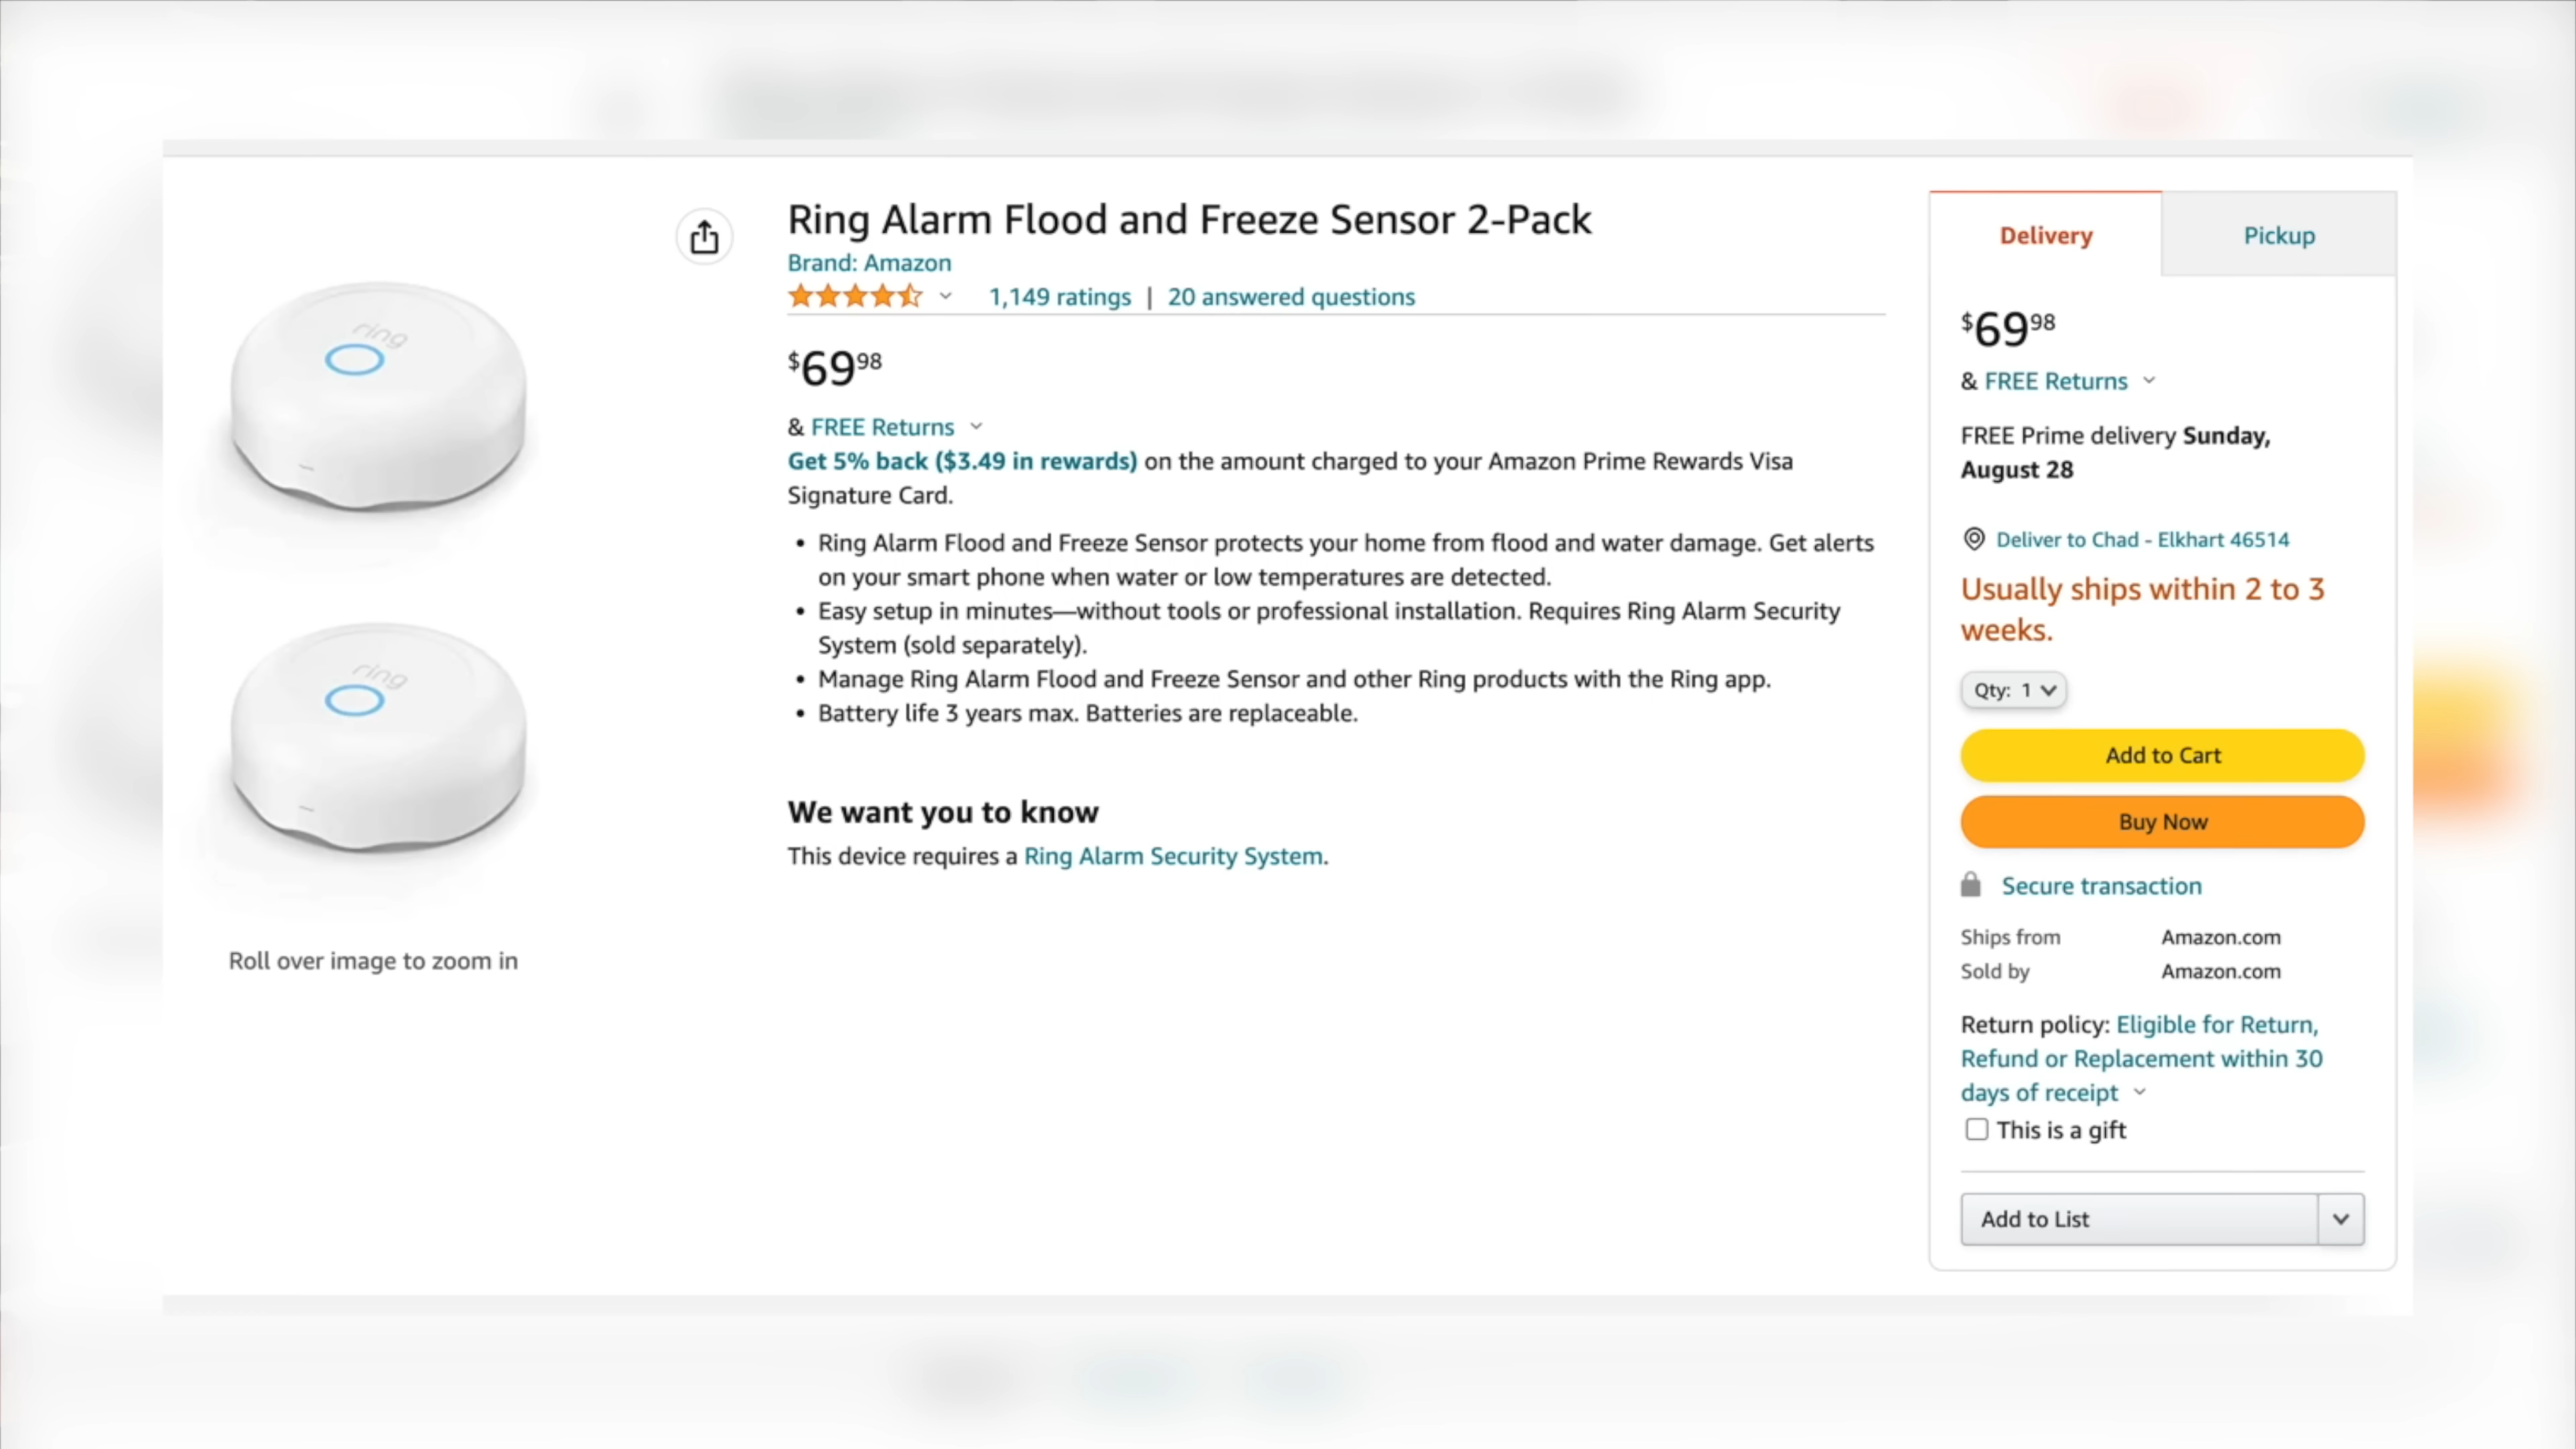 ring
ring
Roll over image to zoom in
Ring Alarm Flood and Freeze Sensor 2-Pack
Brand: Amazon
1,149 ratings | 20 answered questions
$69 98
& FREE Returns
Get 5% back ($3.49 in rewards) on the amount charged to your Amazon Prime Rewards Visa
Signature Card.
• Ring Alarm Flood and Freeze Sensor protects your home from flood and water damage. Get alerts
on your smart phone when water or low temperatures are detected.
• Easy setup in minutes—without tools or professional installation. Requires Ring Alarm Security
System (sold separately).
• Manage Ring Alarm Flood and Freeze Sensor and other Ring products with the Ring app.
• Battery life 3 years max. Batteries are replaceable.
We want you to know
This device requires a Ring Alarm Security System.
Delivery Pickup
$69 98
& FREE Returns
FREE Prime delivery Sunday,
August 28
Deliver to Chad - Elkhart 46514
Usually ships within 2 to 3
weeks.
Qty: 1
Add to Cart
Buy Now
Secure transaction
Ships from Amazon.com
Sold by Amazon.com
Return policy: Eligible for Return,
Refund or Replacement within 30
days of receipt
This is a gift
Add to List